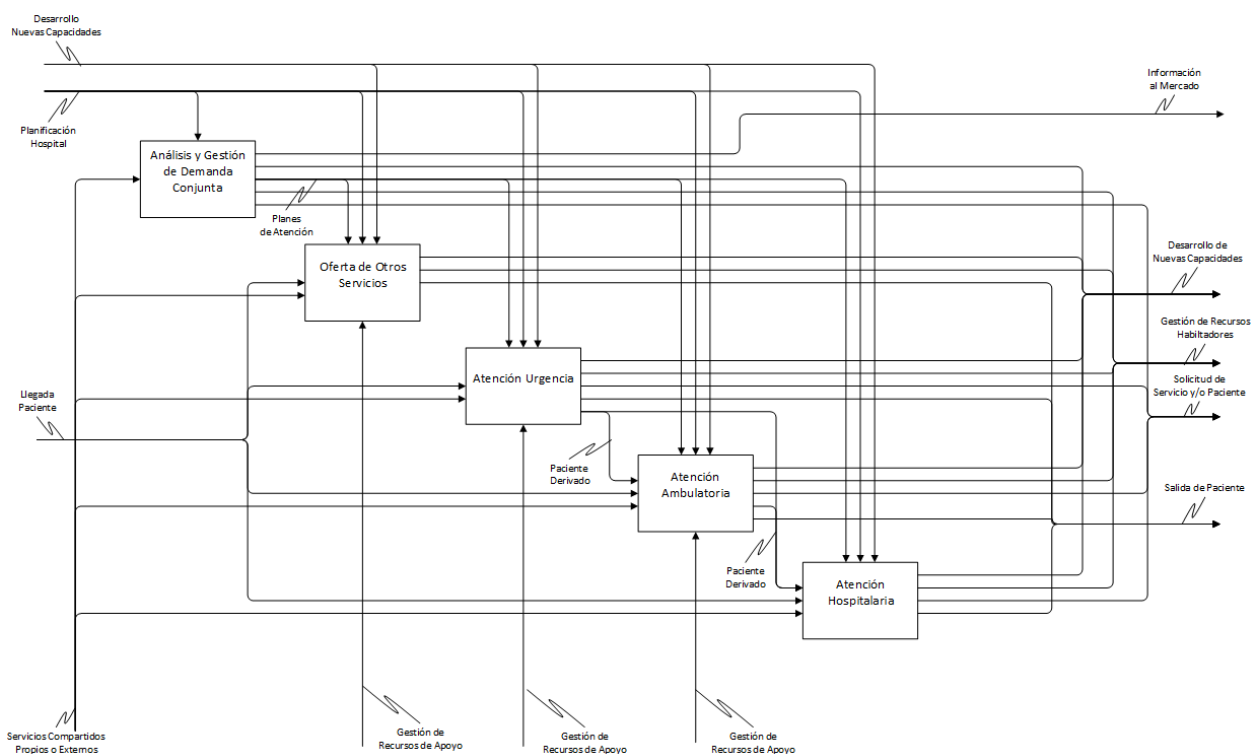 Desarrollo
Nuevas Capacidades
Información
al Mercado
Planificación
Hospital
Análisis y Gestión
de Demanda
Conjunta
Planes
de Atención
Oferta de Otros
Servicios
Desarrollo de
Nuevas Capacidades
Gestión de Recursos
Habiltadores
Atención Urgencia
Solicitud de
Servicio y/o Paciente
Llegada
Paciente
Paciente
Derivado
Atención
Ambulatoria
Salida de Paciente
Paciente
Derivado
Atención
Hospitalaria
Servicios Compartidos
Propios o Externos
Gestión de
Recursos de Apoyo
Gestión de
Recursos de Apoyo
Gestión de
Recursos de Apoyo